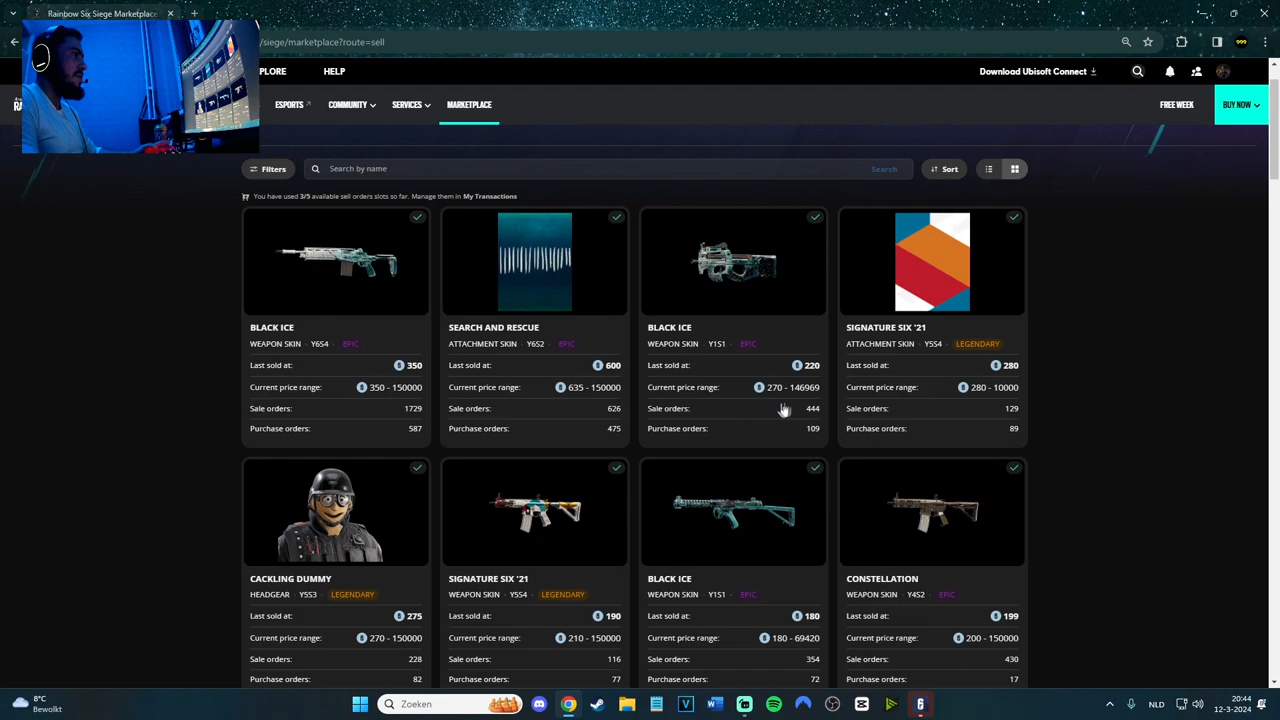 Rainbow Six Siege Marketplace
/siege/marketplace?route=sell
PLORE HELP Download Ubisoft Connect
ESPORTS COMMUNITY SERVICES MARKETPLACE FREE WEEK BUY NOW
Filters Search by name Search Sort
You have used 3/5 available sell orders slots so far. Manage them in My Transactions
BLACK ICE
WEAPON SKIN · Y6S4 · EPIC
Last sold at: 350
Current price range: 350 - 150000
Sale orders: 1729
Purchase orders: 587
SEARCH AND RESCUE
ATTACHMENT SKIN · Y6S2 · EPIC
Last sold at: 600
Current price range: 635 - 150000
Sale orders: 626
Purchase orders: 475
BLACK ICE
WEAPON SKIN · Y1S1 · EPIC
Last sold at: 220
Current price range: 270 - 146969
Sale orders: 444
Purchase orders: 109
SIGNATURE SIX '21
ATTACHMENT SKIN · Y5S4 · LEGENDARY
Last sold at: 280
Current price range: 280 - 10000
Sale orders: 129
Purchase orders: 89
CACKLING DUMMY
HEADGEAR · Y5S3 · LEGENDARY
Last sold at: 275
Current price range: 270 - 150000
Sale orders: 228
Purchase orders: 82
SIGNATURE SIX '21
WEAPON SKIN · Y5S4 · LEGENDARY
Last sold at: 190
Current price range: 210 - 150000
Sale orders: 116
Purchase orders: 77
BLACK ICE
WEAPON SKIN · Y1S1 · EPIC
Last sold at: 180
Current price range: 180 - 69420
Sale orders: 354
Purchase orders: 72
CONSTELLATION
WEAPON SKIN · Y4S2 · EPIC
Last sold at: 199
Current price range: 200 - 150000
Sale orders: 430
Purchase orders: 17
8°C
Bewolkt
Zoeken
NLD
20:44
12-3-2024